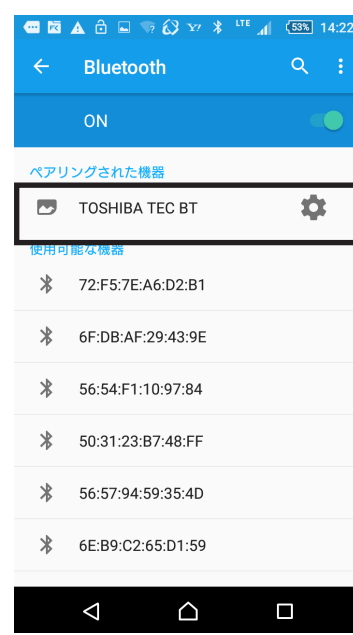 FC Y? LTE 53% 14:22
Bluetooth
ON
ペアリングされた機器
TOSHIBA TEC BT
使用可能な機器
72:F5:7E:A6:D2:B1
6F:DB:AF:29:43:9E
56:54:F1:10:97:84
50:31:23:B7:48:FF
56:57:94:59:35:4D
6E:B9:C2:65:D1:59